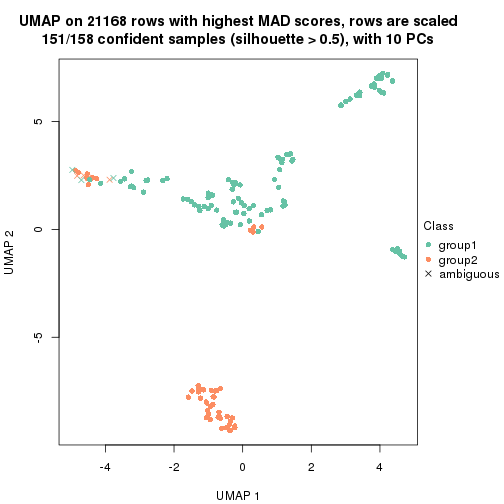 UMAP on 21168 rows with highest MAD scores, rows are scaled
151/158 confident samples (silhouette > 0.5), with 10 PCs
5
0
-5
UMAP 2
Class
group1
group2
ambiguous
-4
-2
0
2
4
UMAP 1